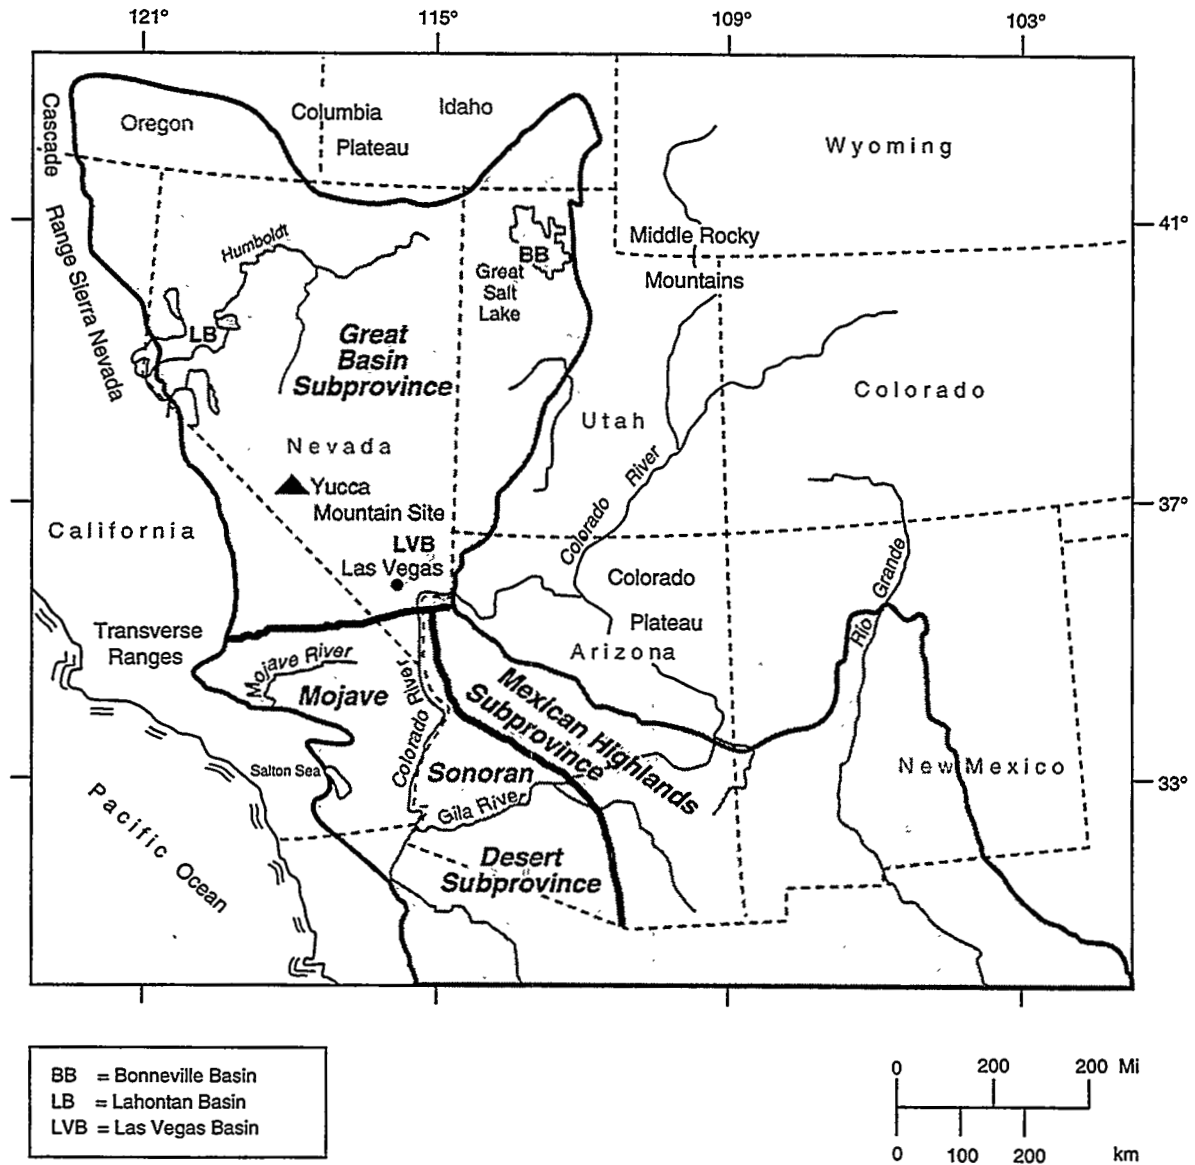 121° 115° 109° 103°
Cascade
Range Sierra Nevada
Oregon
Columbia
Plateau
Idaho
Wyoming
41°
Humboldt
BB
Great
Salt
Lake
Middle Rocky
Mountains
LB
Great
Basin
Subprovince
Utah
Colorado
Nevada
Yucca
Mountain Site
Colorado River
37°
California
LVB
Las Vegas
Colorado
Plateau
Arizona
Rio Grande
Transverse
Ranges
Mojave River
Mojave
Colorado River
Mexican Highlands
Subprovince
Salton Sea
Sonoran
Gila River
New Mexico
33°
Pacific Ocean
Desert
Subprovince
BB = Bonneville Basin
LB = Lahontan Basin
LVB = Las Vegas Basin
0 200 200 Mi
0 100 200 km